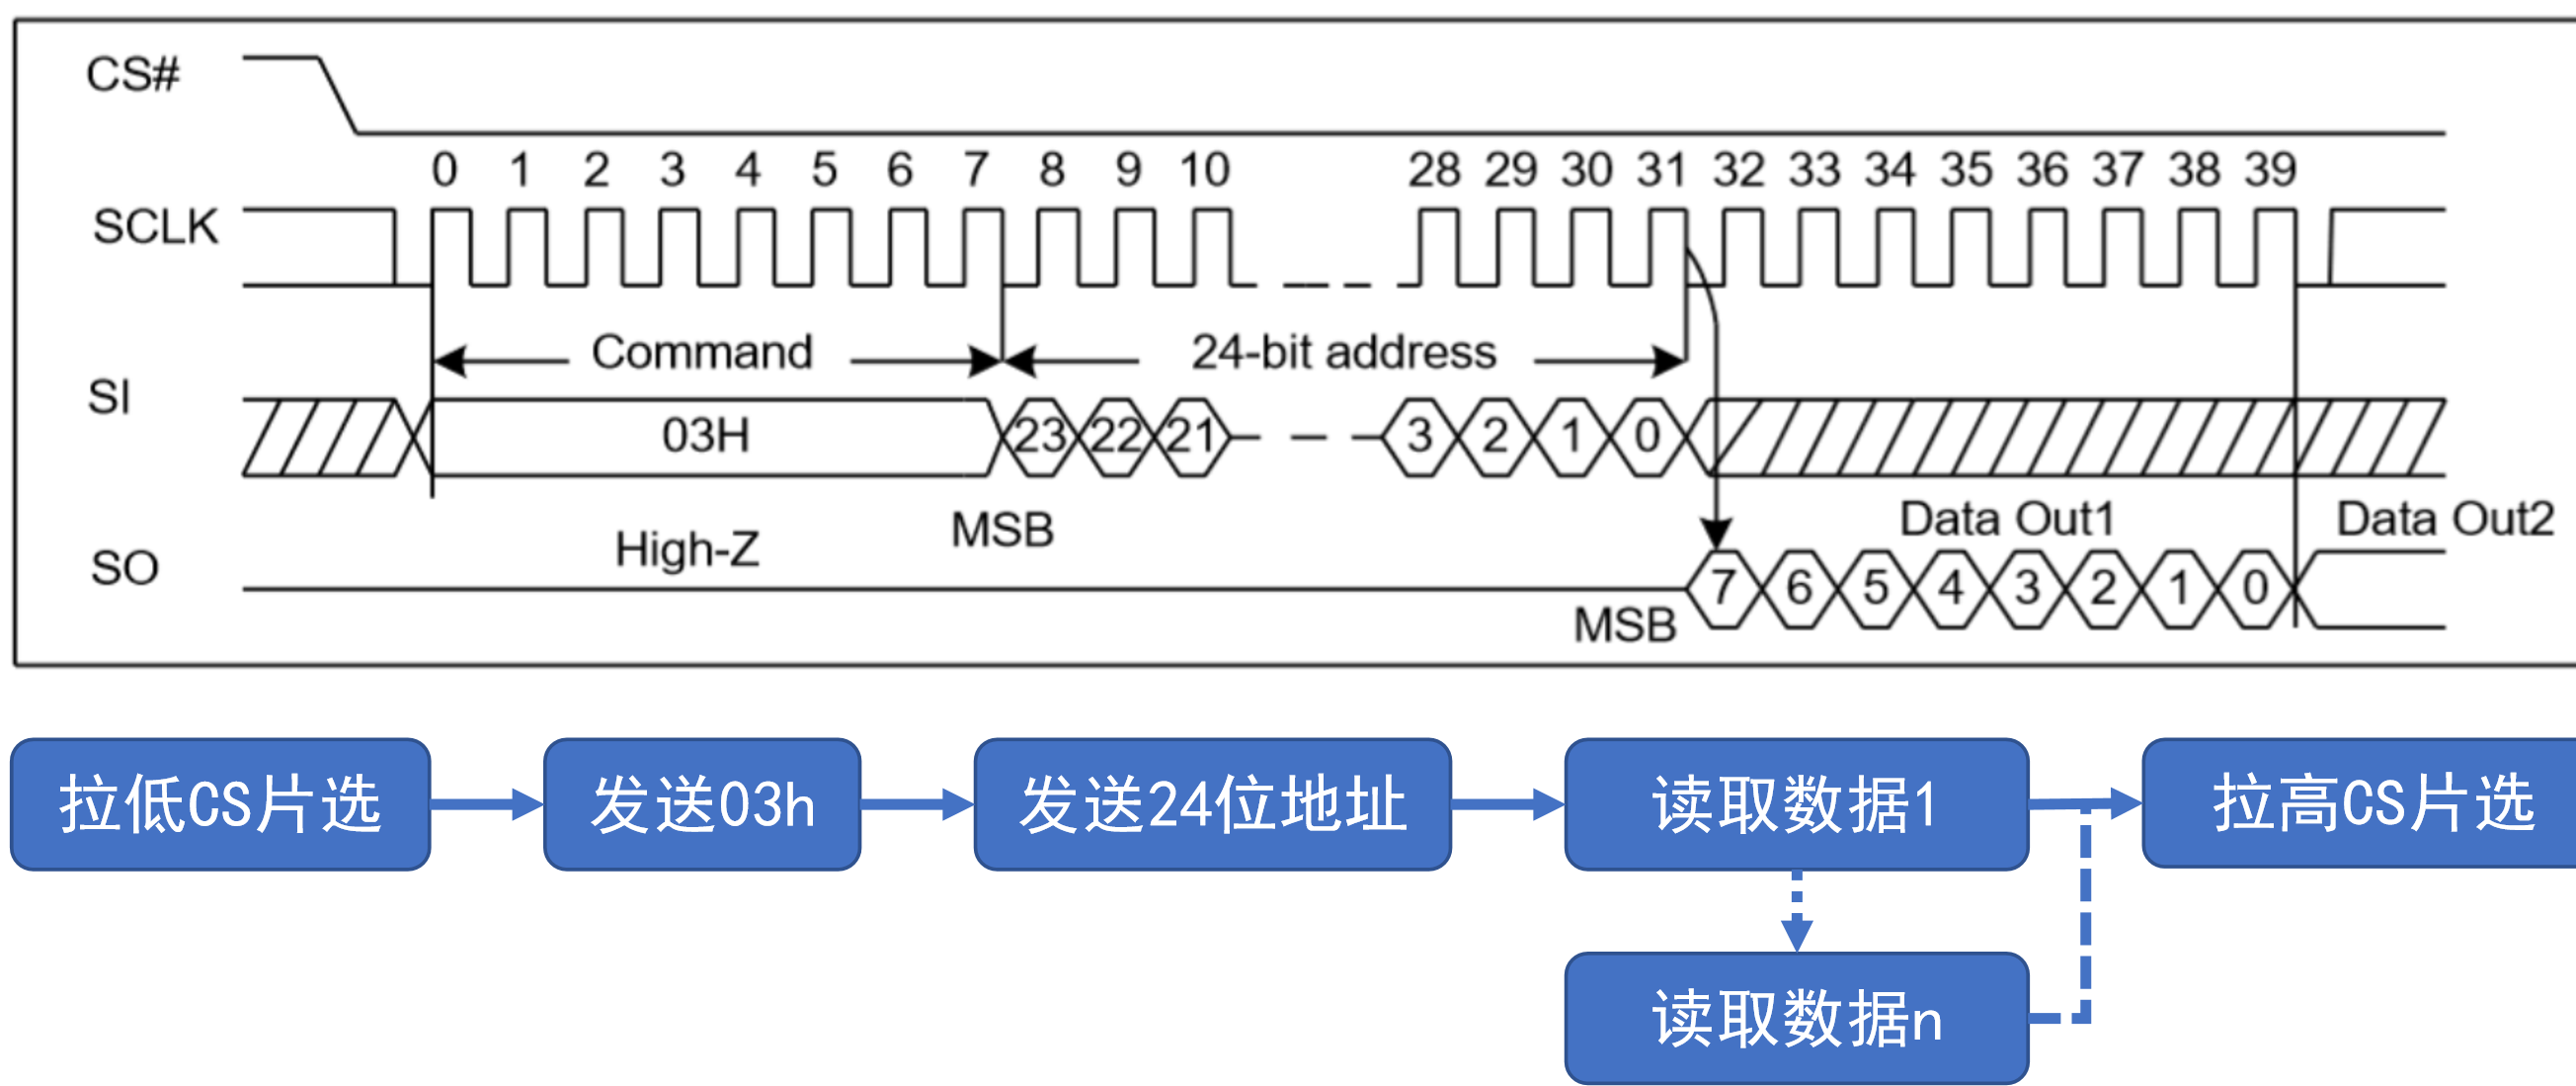 CS#
0 1 2 3 4 5 6 7 8 9 10 28 29 30 31 32 33 34 35 36 37 38 39
SCLK
Command 24-bit address
SI
03H 23 22 21 3 2 1 0
MSB
Data Out1 Data Out2
High-Z
SO
7 6 5 4 3 2 1 0
MSB
拉低CS片选 发送03h 发送24位地址 读取数据1 拉高CS片选
读取数据n